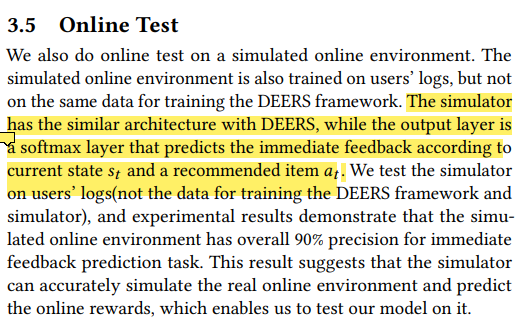 3.5 Online Test
We also do online test on a simulated online environment. The
simulated online environment is also trained on users' logs, but not
on the same data for training the DEERS framework. The simulator
has the similar architecture with DEERS, while the output layer is
a softmax layer that predicts the immediate feedback according to
current state sₜ and a recommended item aₜ. We test the simulator
on users' logs(not the data for training the DEERS framework and
simulator), and experimental results demonstrate that the simu-
lated online environment has overall 90% precision for immediate
feedback prediction task. This result suggests that the simulator
can accurately simulate the real online environment and predict
the online rewards, which enables us to test our model on it.